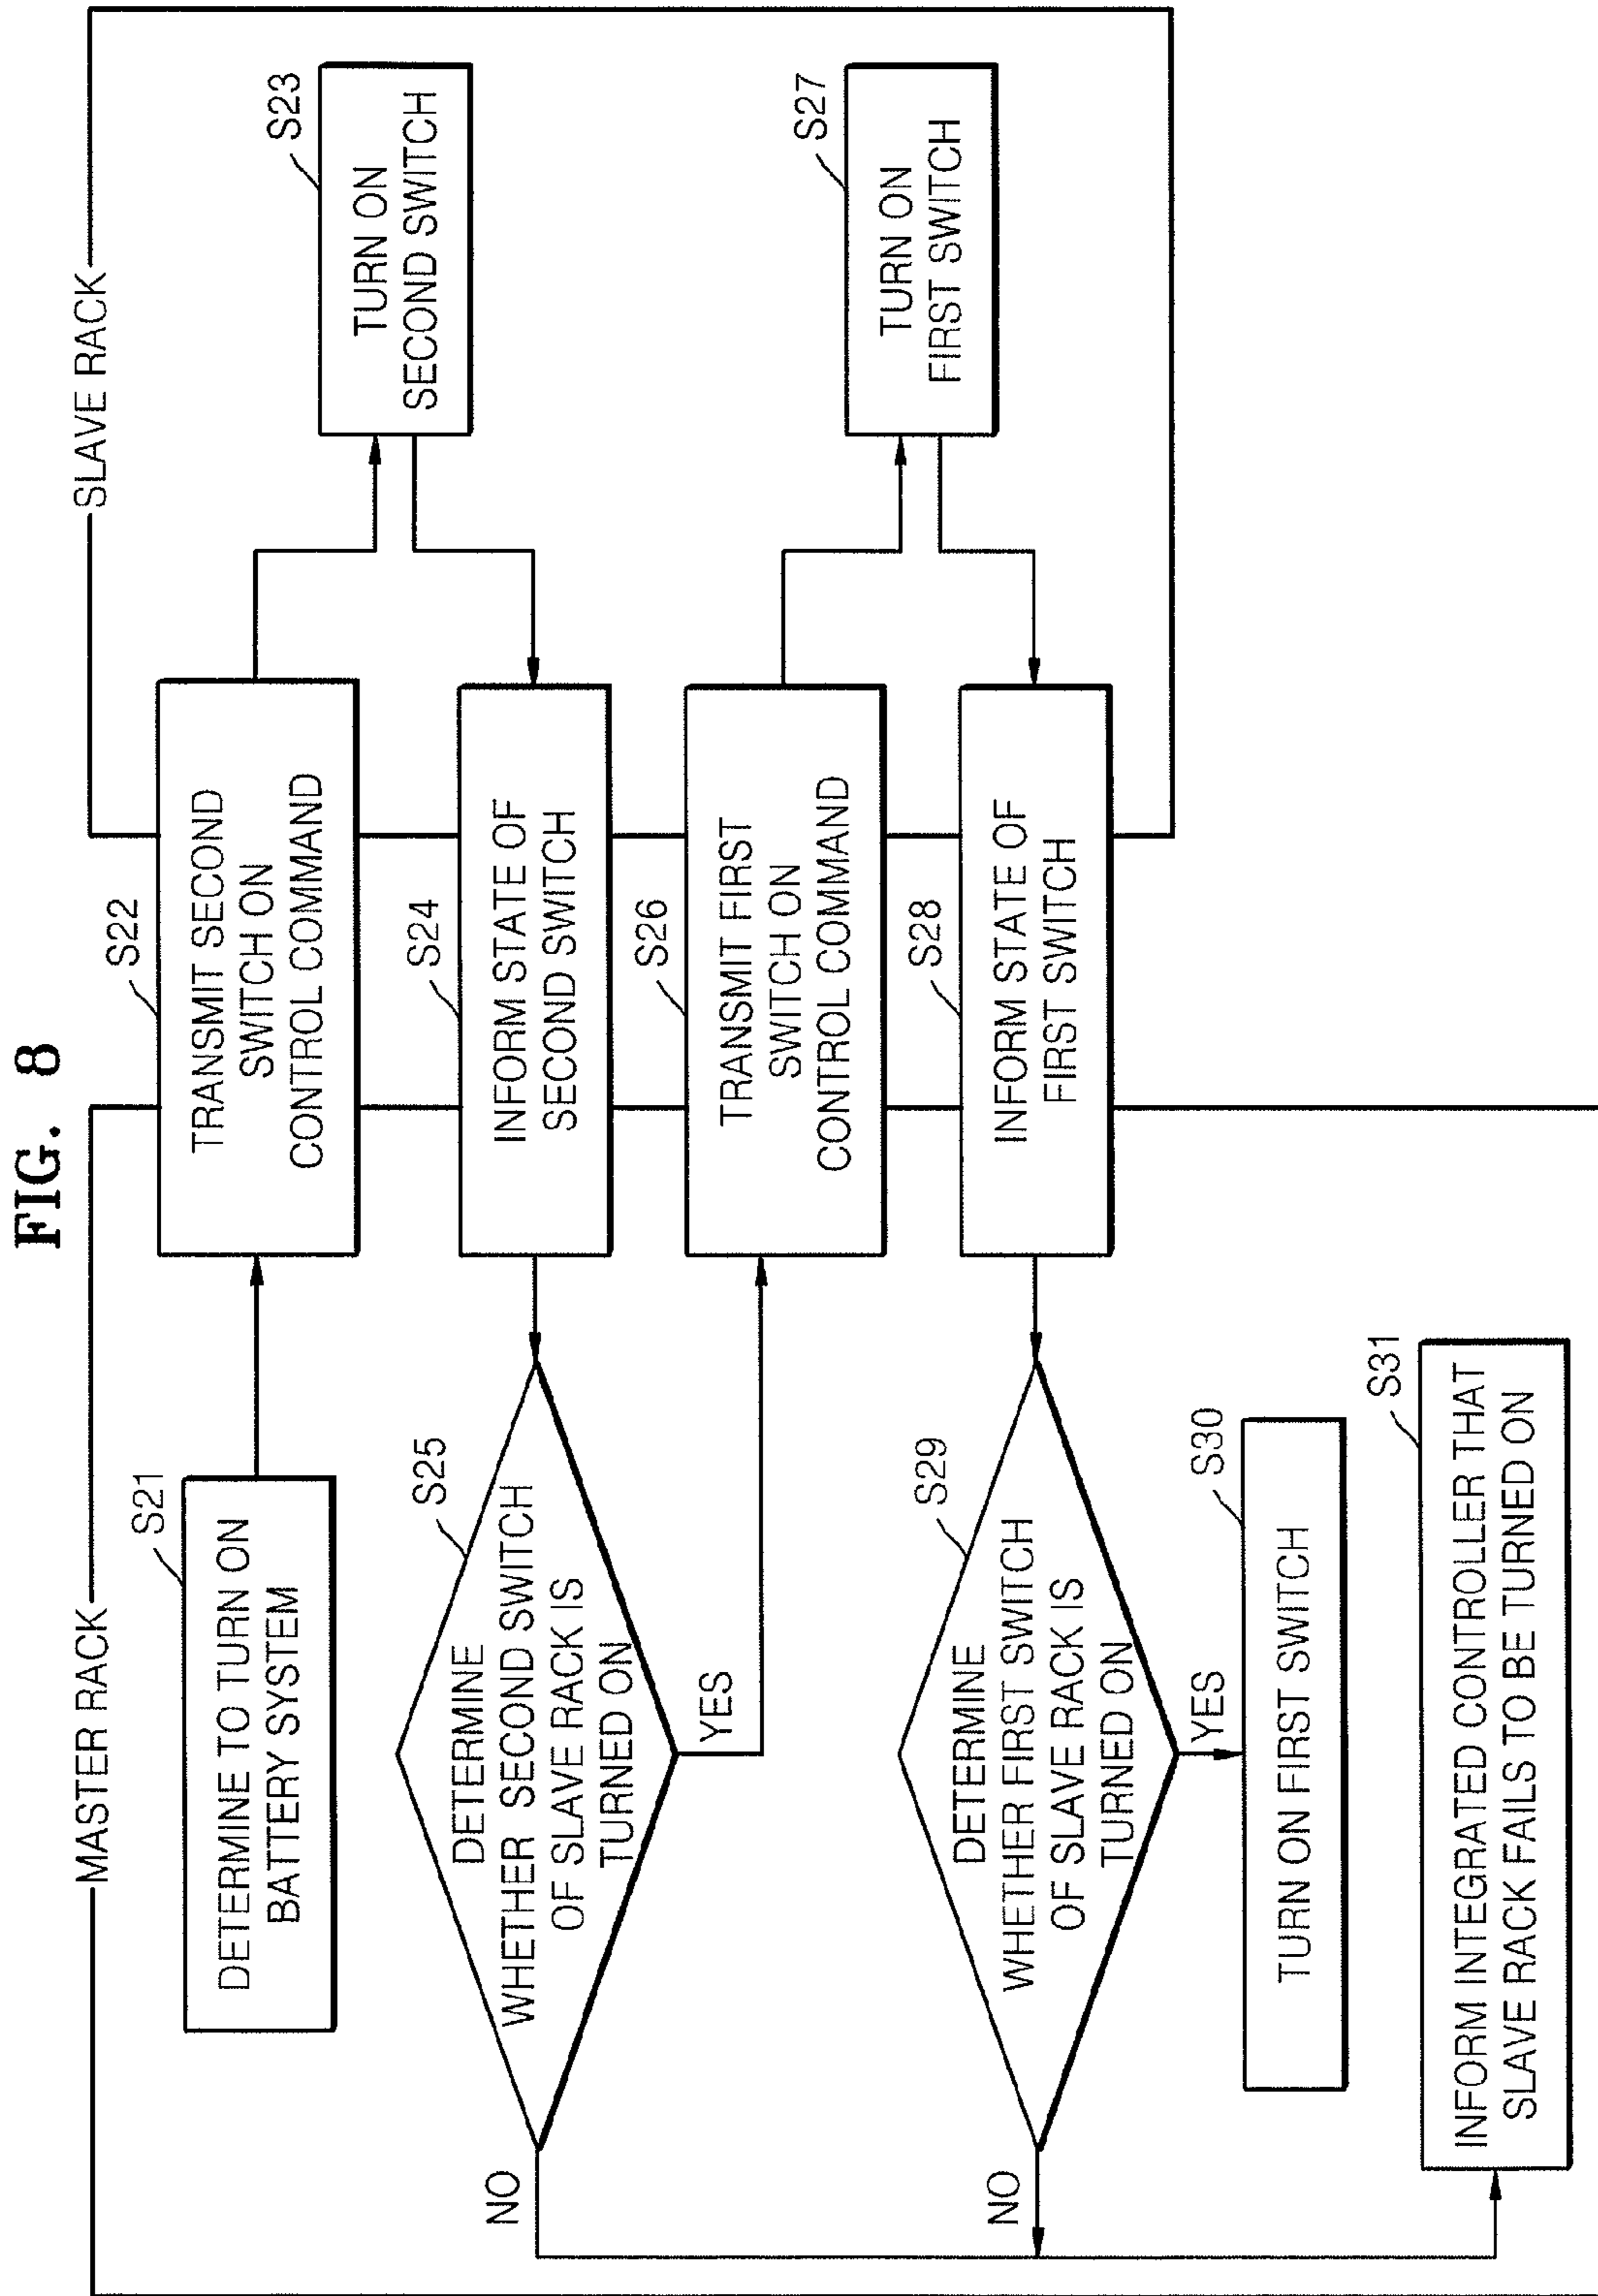 FIG. 8
MASTER RACK
SLAVE RACK
S21
DETERMINE TO TURN ON
BATTERY SYSTEM
S22
TRANSMIT SECOND
SWITCH ON
CONTROL COMMAND
S23
TURN ON
SECOND SWITCH
S24
INFORM STATE OF
SECOND SWITCH
S25
DETERMINE
WHETHER SECOND SWITCH
OF SLAVE RACK IS
TURNED ON
NO
YES
S26
TRANSMIT FIRST
SWITCH ON
CONTROL COMMAND
S27
TURN ON
FIRST SWITCH
S28
INFORM STATE OF
FIRST SWITCH
S29
DETERMINE
WHETHER FIRST SWITCH
OF SLAVE RACK IS
TURNED ON
NO
YES
S30
TURN ON FIRST SWITCH
S31
INFORM INTEGRATED CONTROLLER THAT
SLAVE RACK FAILS TO BE TURNED ON